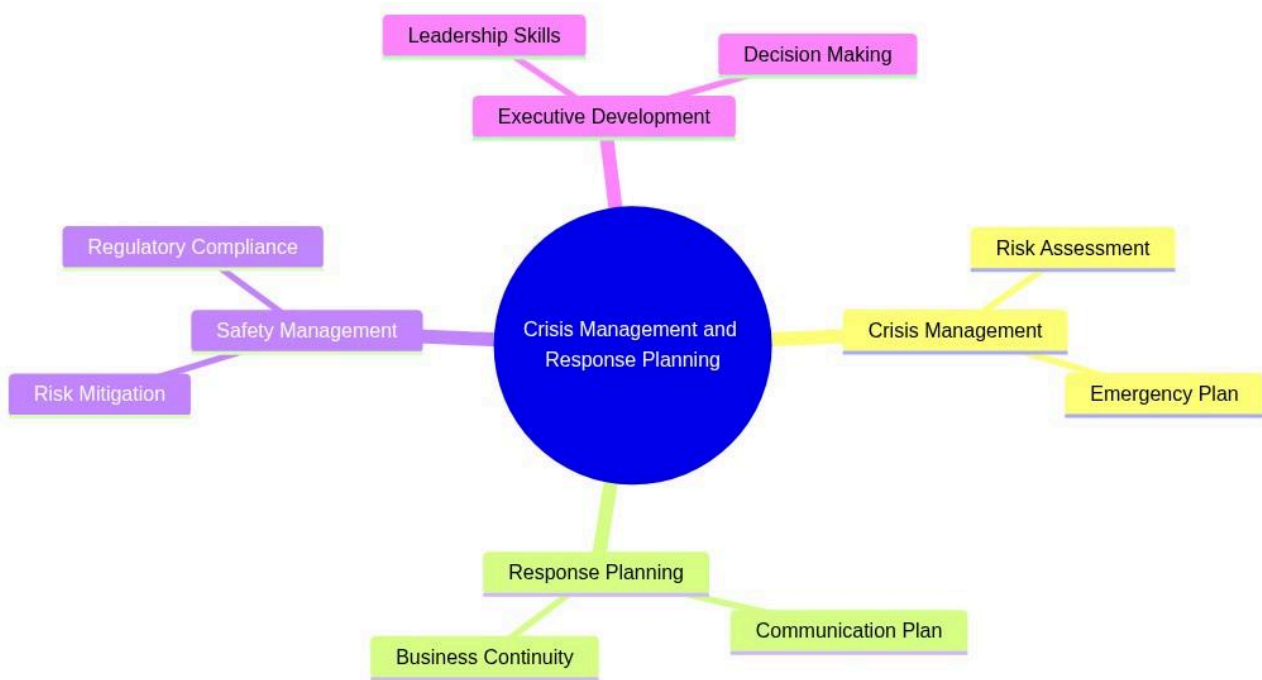 Leadership Skills
Decision Making
Executive Development
Regulatory Compliance
Safety Management
Risk Mitigation
Crisis Management and
Response Planning
Risk Assessment
Crisis Management
Emergency Plan
Response Planning
Communication Plan
Business Continuity